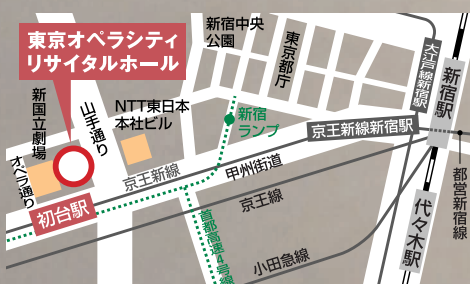 東京オペラシティ
リサイタルホール
新宿中央
公園
東京都庁
大江戸線新宿駅
新宿駅
新国立劇場
山手通り
NTT東日本
本社ビル
新宿
ランプ
京王新線新宿駅
オペラ通り
京王新線
甲州街道
都営新宿線
初台駅
京王線
代々木駅
首都高速4号線
小田急線